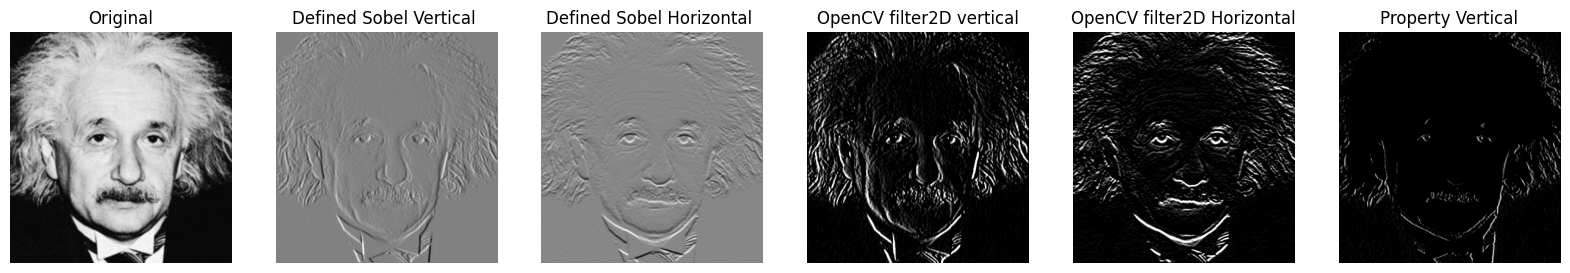 Original
Defined Sobel Vertical
Defined Sobel Horizontal
OpenCV filter2D vertical
OpenCV filter2D Horizontal
Property Vertical